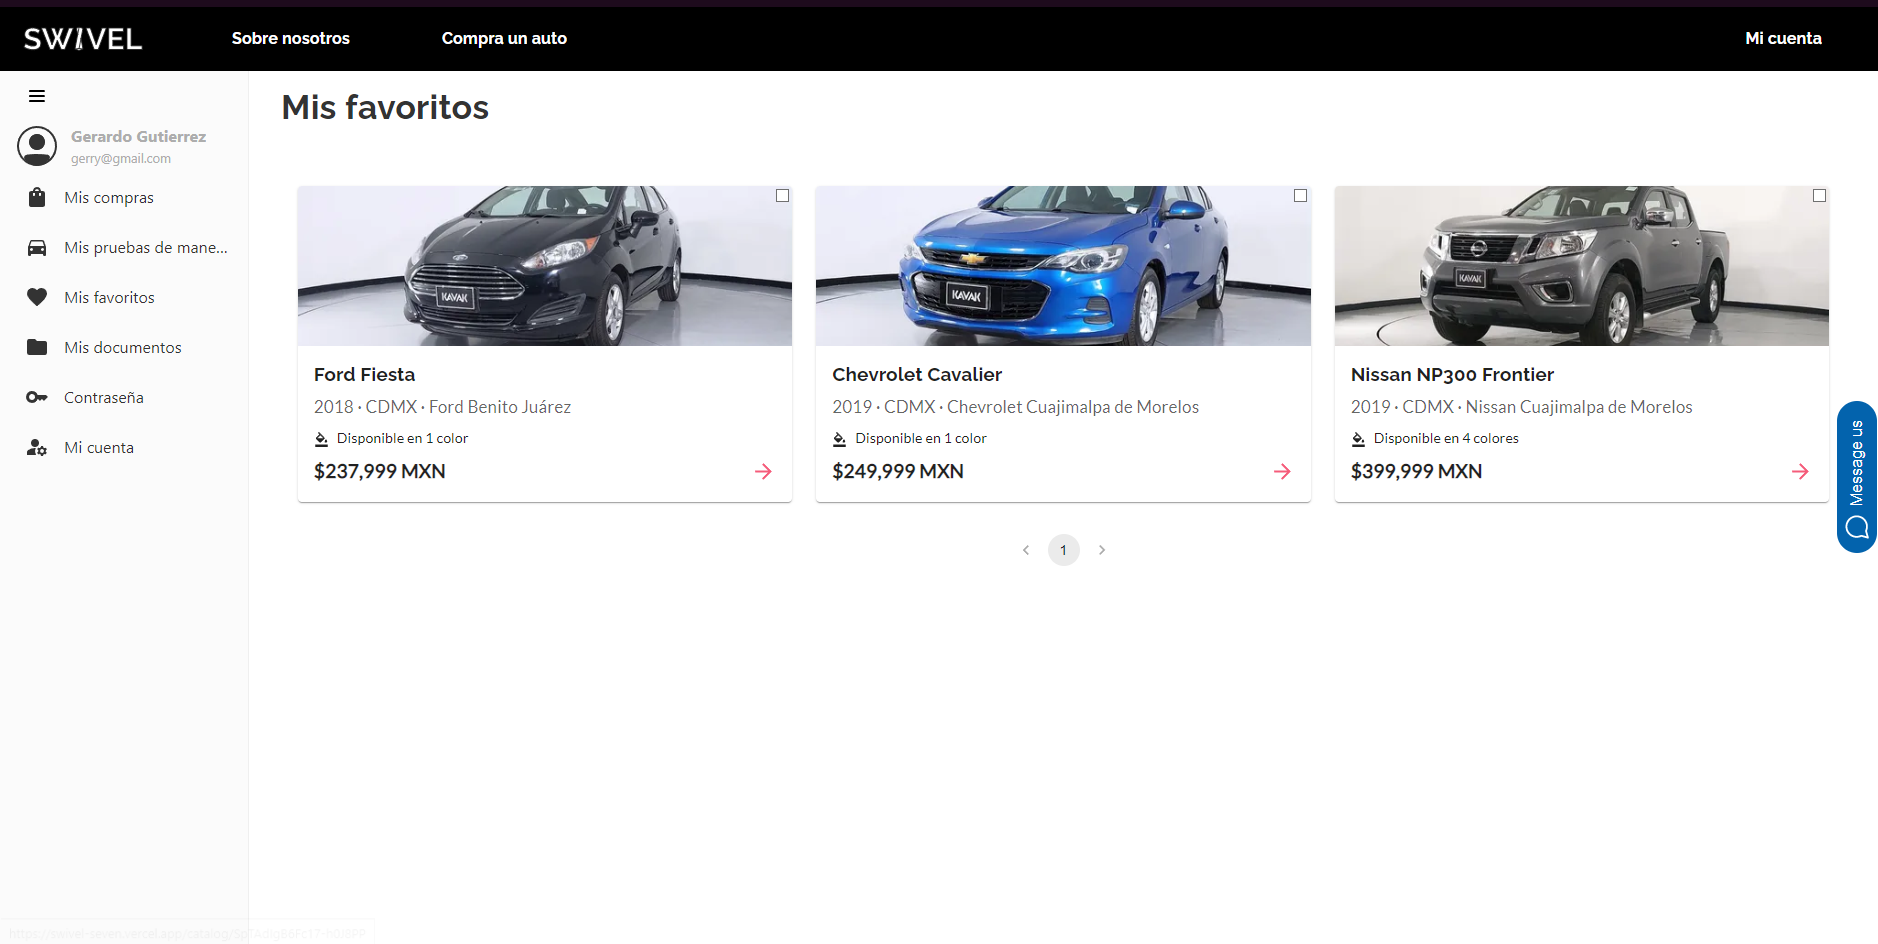 SWIVEL
Sobre nosotros
Compra un auto
Mi cuenta
Gerardo Gutierrez
gerry@gmail.com
Mis compras
Mis pruebas de mane...
Mis favoritos
Mis documentos
Contraseña
Mi cuenta
Mis favoritos
KAVAK
Ford Fiesta
2018 · CDMX · Ford Benito Juárez
Disponible en 1 color
$237,999 MXN
KAVAK
Chevrolet Cavalier
2019 · CDMX · Chevrolet Cuajimalpa de Morelos
Disponible en 1 color
$249,999 MXN
KAVAK
Nissan NP300 Frontier
2019 · CDMX · Nissan Cuajimalpa de Morelos
Disponible en 4 colores
$399,999 MXN
1
Message us